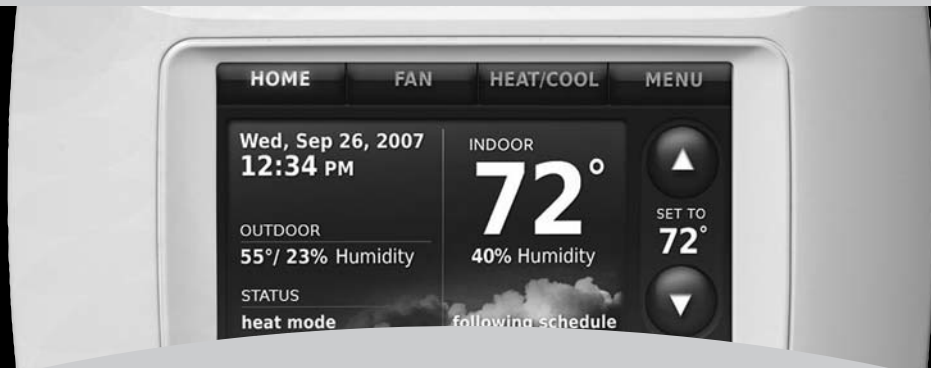 HOME FAN HEAT/COOL MENU
Wed, Sep 26, 2007
12:34 PM
OUTDOOR
55°/ 23% Humidity
STATUS
heat mode
INDOOR
72°
40% Humidity
following schedule
SET TO
72°